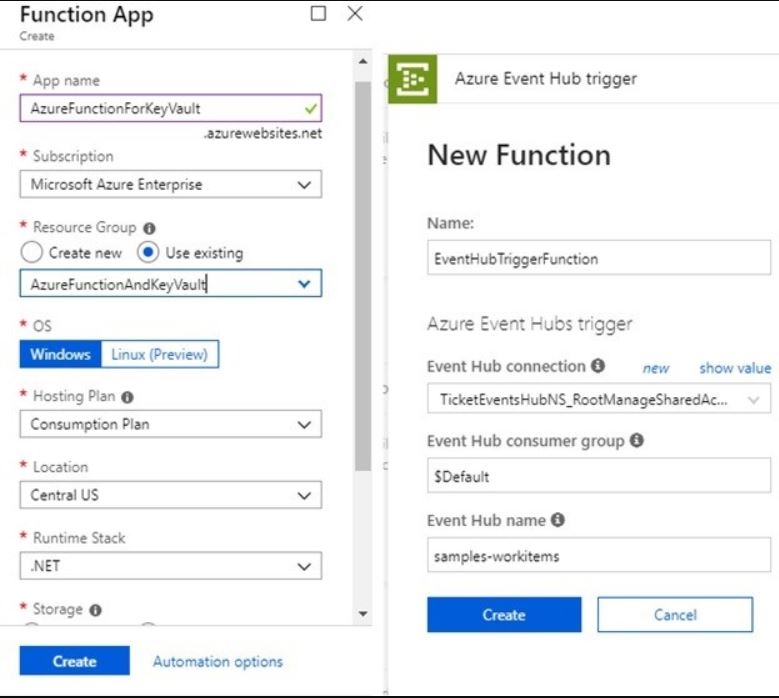 Function App
Create
* App name
AzureFunctionForKeyVault
.azurewebsites.net
* Subscription
Microsoft Azure Enterprise
* Resource Group
Create new Use existing
AzureFunctionAndKeyVault
* OS
Windows Linux (Preview)
* Hosting Plan
Consumption Plan
* Location
Central US
* Runtime Stack
.NET
* Storage
Create Automation options
Azure Event Hub trigger
New Function
Name:
EventHubTriggerFunction
Azure Event Hubs trigger
Event Hub connection new show value
TicketEventsHubNS_RootManageSharedAc...
Event Hub consumer group
$Default
Event Hub name
samples-workitems
Create Cancel